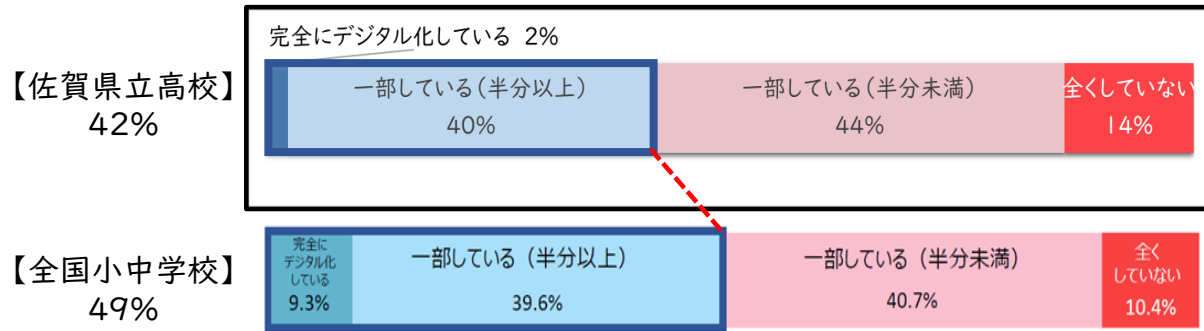 完全にデジタル化している 2%
【佐賀県立高校】
42%
一部している(半分以上)
40%
一部している(半分未満)
44%
全くしていない
14%
【全国小中学校】
49%
完全に
デジタル化
している
9.3%
一部している(半分以上)
39.6%
一部している(半分未満)
40.7%
全く
していない
10.4%